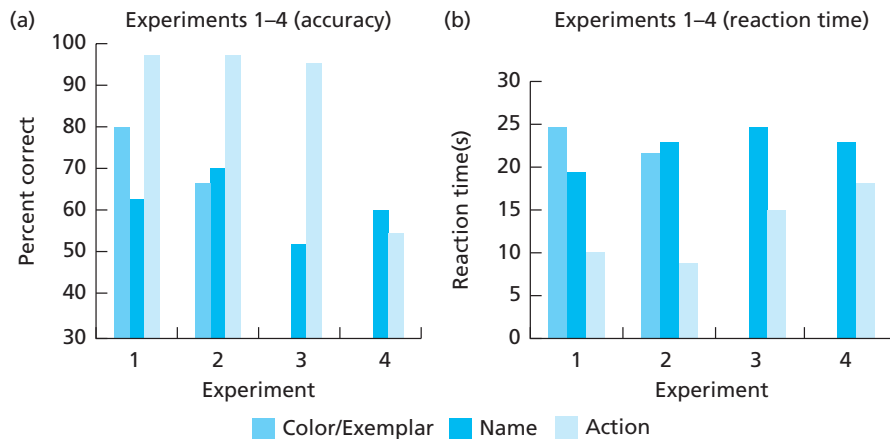 (a) Experiments 1–4 (accuracy)
100
90
80
70
60
50
40
30
Percent correct
1 2 3 4
Experiment
(b) Experiments 1–4 (reaction time)
30
25
20
15
10
5
0
Reaction time(s)
1 2 3 4
Experiment
Color/Exemplar Name Action